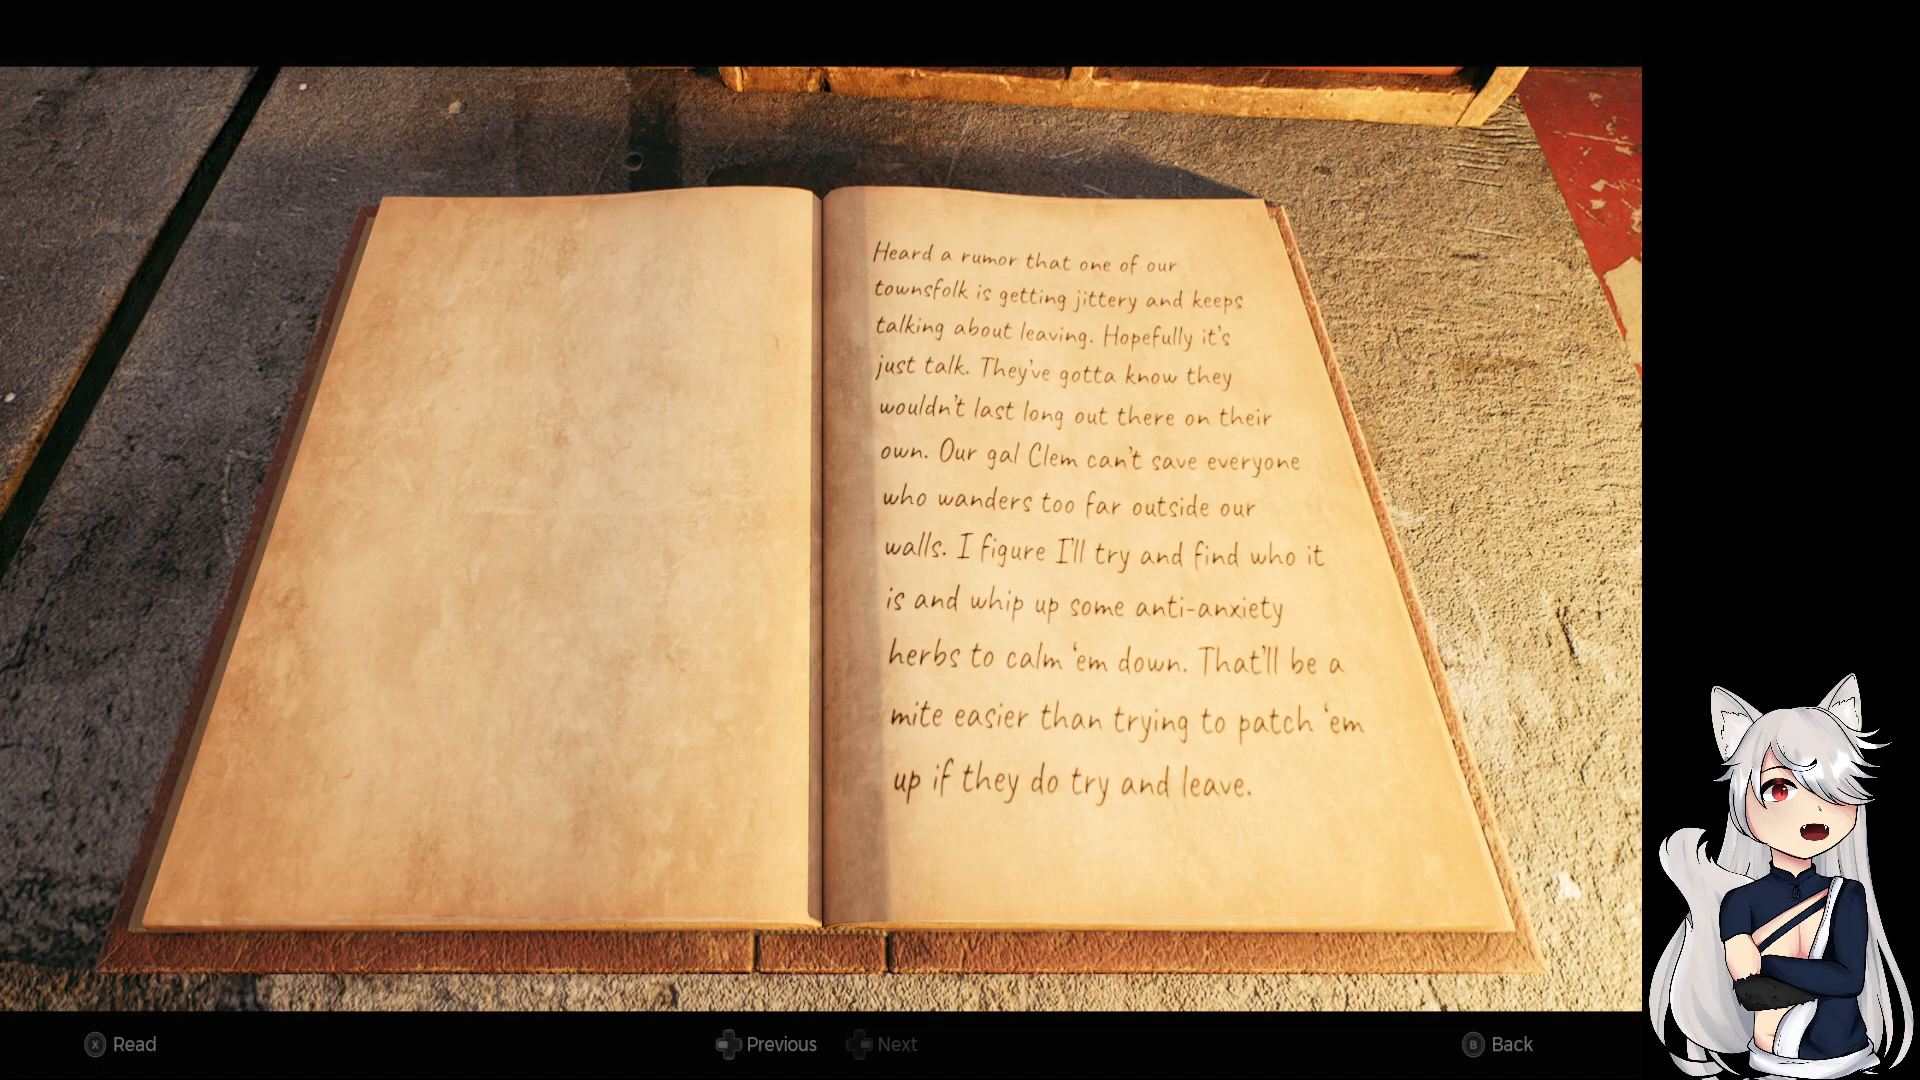 Heard a rumor that one of our
townsfolk is getting jittery and keeps
talking about leaving. Hopefully it's
just talk. They've gotta know they
wouldn't last long out there on their
own. Our gal Clem can't save everyone
who wanders too far outside our
walls. I figure I'll try and find who it
is and whip up some anti-anxiety
herbs to calm 'em down. That'll be a
mite easier than trying to patch 'em
up if they do try and leave.
X Read
Previous
Next
B Back